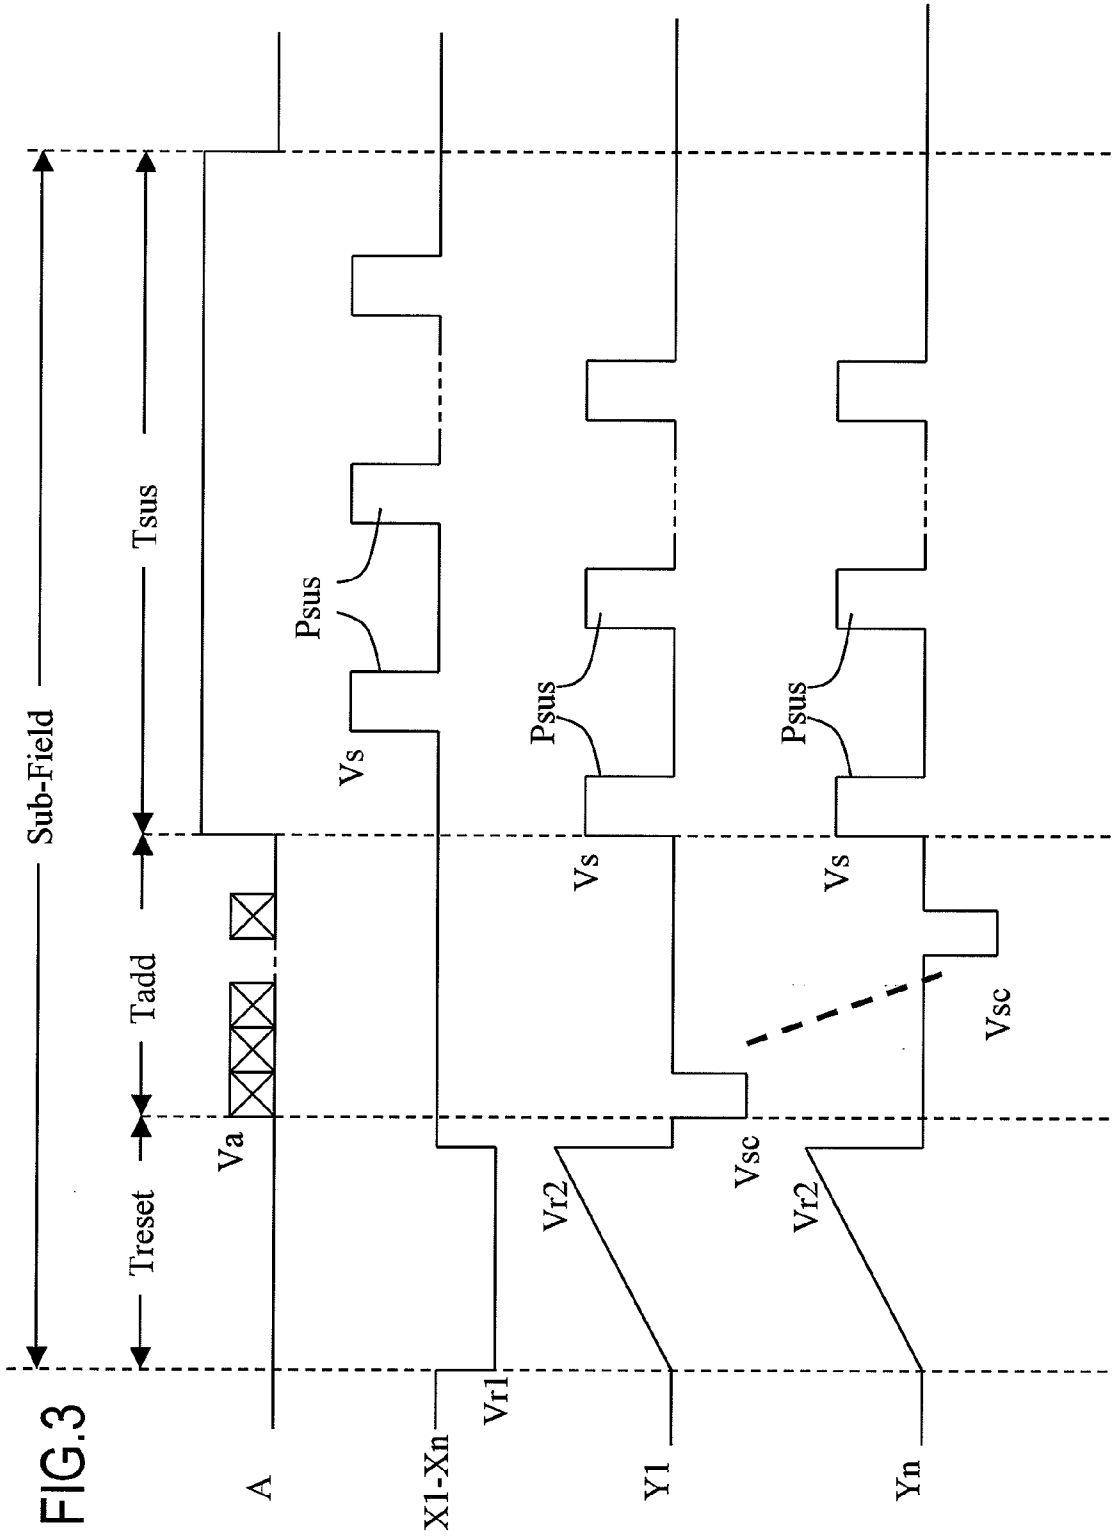 FIG.3
Sub-Field
Treset
Tadd
Tsus
A
Va
X1-Xn
Vr1
Vs
Psus
Y1
Vr2
Vsc
Vs
Psus
Yn
Vr2
Vsc
Vs
Psus